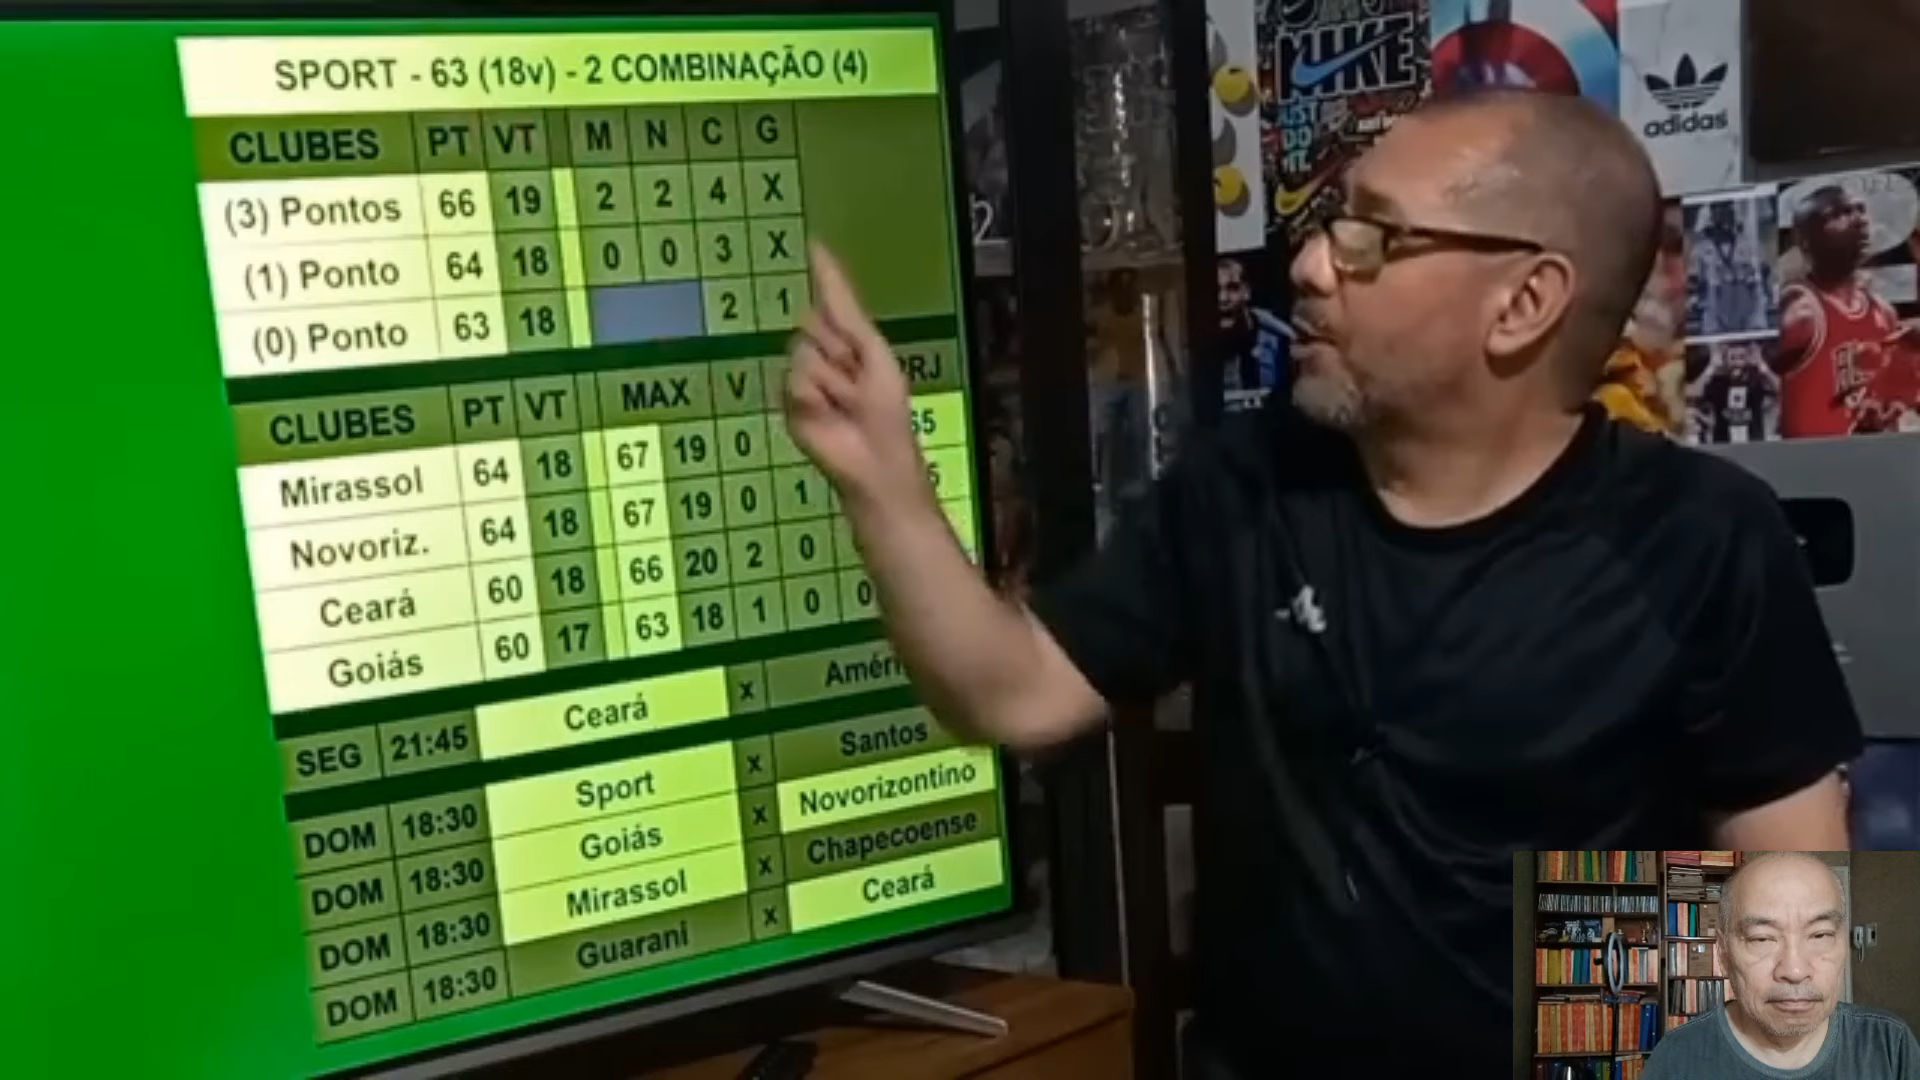 SPORT - 63 (18v) - 2 COMBINAÇÃO (4)
CLUBES PT VT M N C G
(3) Pontos 66 19 2 2 4 X
(1) Ponto 64 18 0 0 3 X
(0) Ponto 63 18 2 1
CLUBES PT VT MAX V
Mirassol 64 18 67 19 0
Novoriz. 64 18 67 19 0 1
Ceará 60 18 66 20 2 0
Goiás 60 17 63 18 1 0 0
SEG 21:45 Ceará x
DOM 18:30 Sport x Santos
DOM 18:30 Goiás x Novorizontino
DOM 18:30 Mirassol x Chapecoense
DOM 18:30 Guarani x Ceará
NIKE
JUST
DO
IT.
adidas